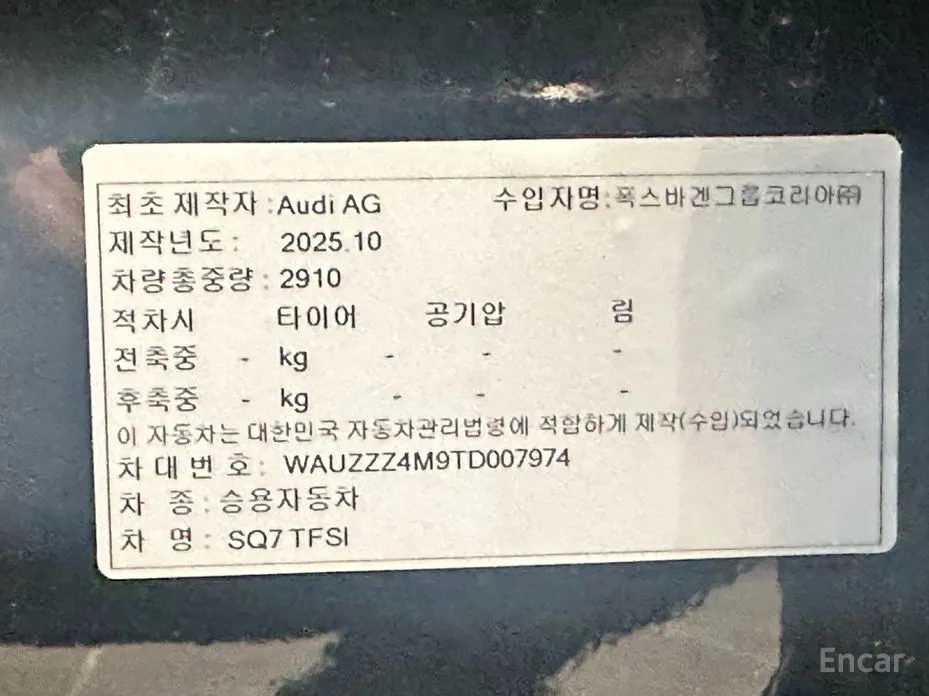 최초 제작자 : Audi AG 수입자명:폭스바겐그룹코리아㈜
제작년도 : 2025.10
차량총중량 : 2910
적차시 타이어 공기압 림
전축중 - kg - - -
후축중 - kg - - -
이 자동차는 대한민국 자동차관리법령에 적합하게 제작(수입)되었습니다.
차대번호 : WAUZZZ4M9TD007974
차 종 : 승용자동차
차 명 : SQ7 TFSI
Encar